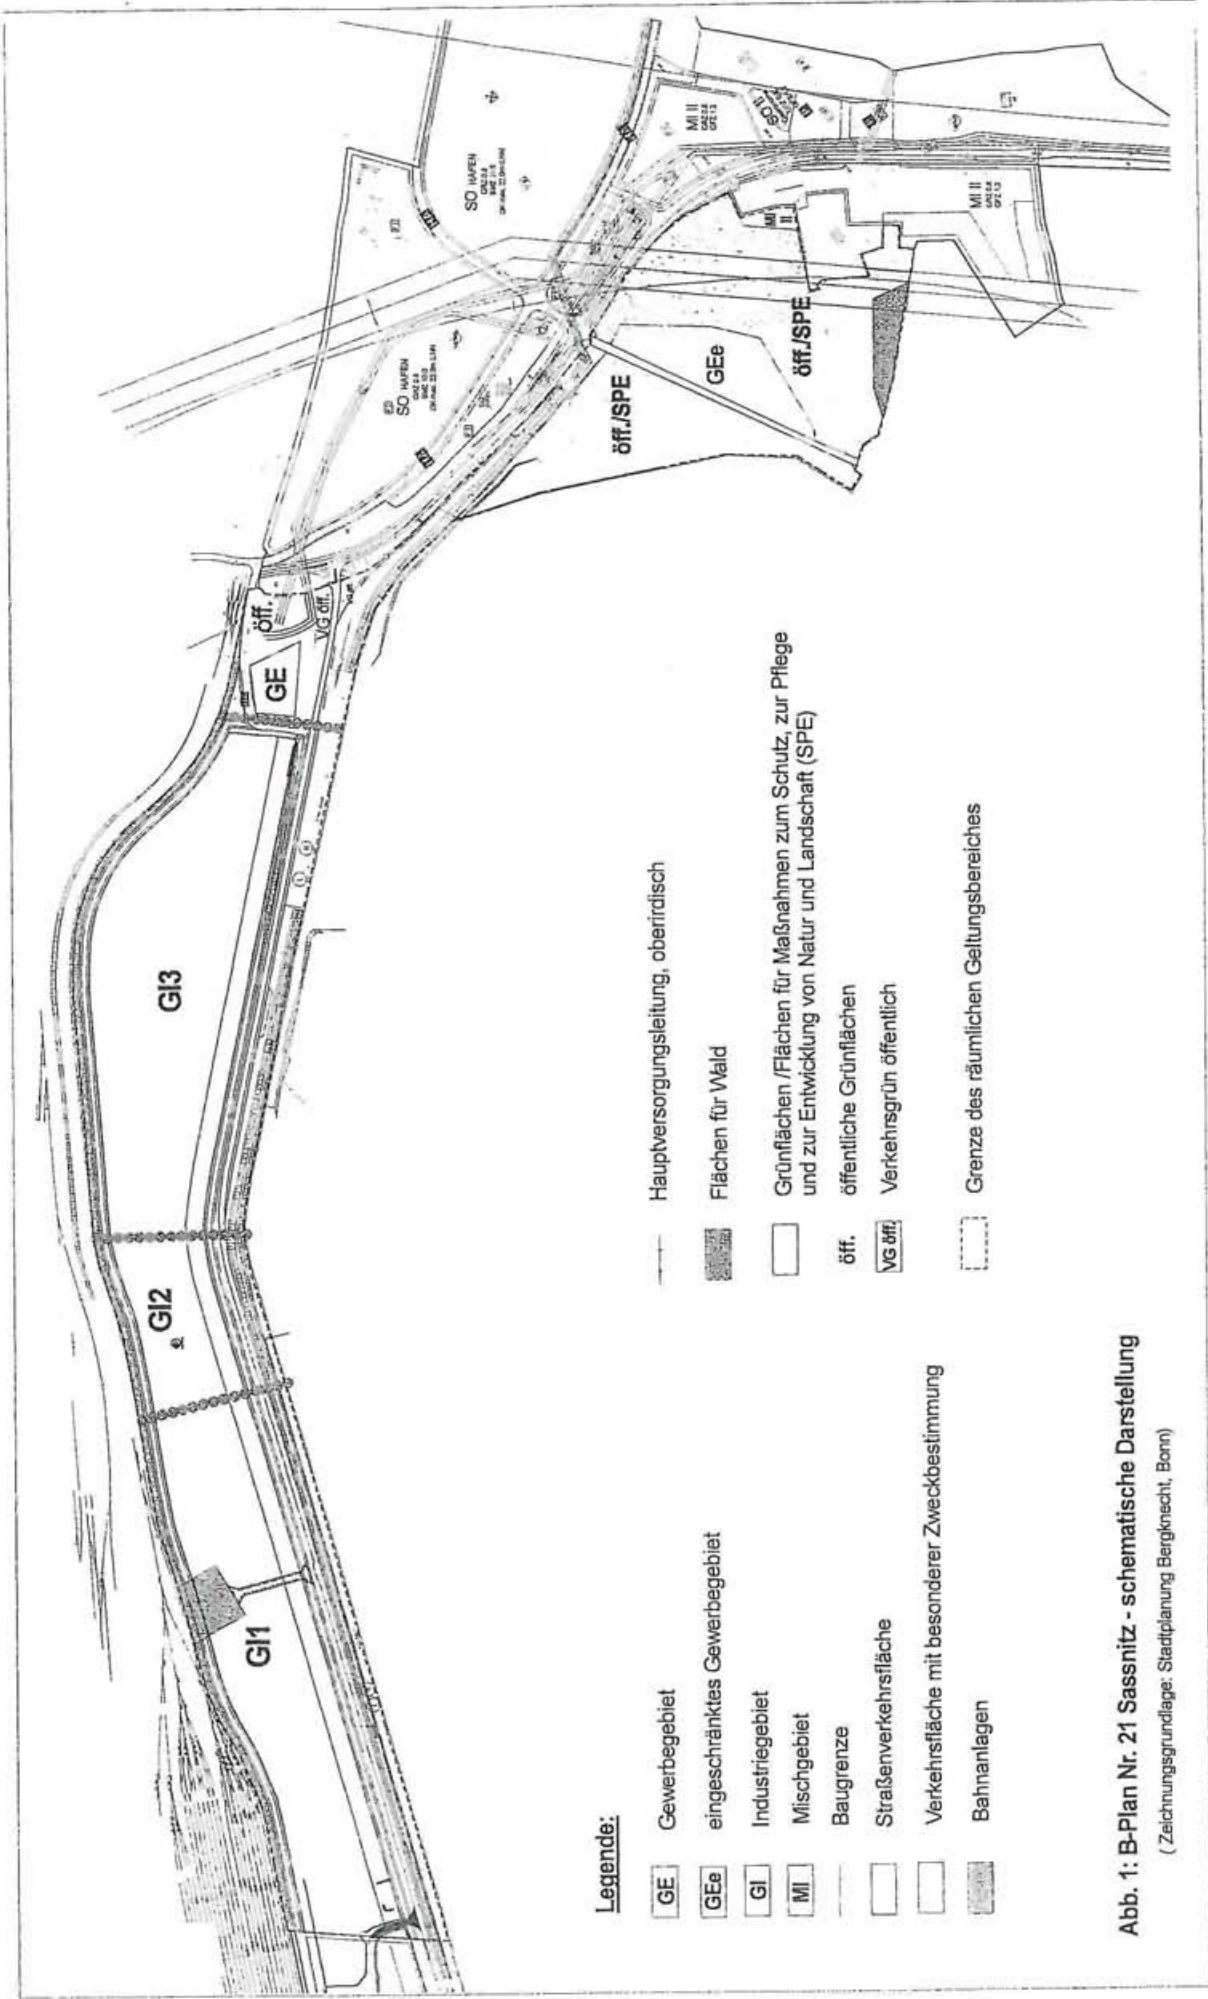 GI1
GI2
GI3
GE
öff.
VG öff.
SO HAFEN
SO HAFEN
öff./SPE
GEe
öff./SPE
MI II
MI II
MI II
SO II
Legende:
GE Gewerbegebiet
GEe eingeschränktes Gewerbegebiet
GI Industriegebiet
MI Mischgebiet
Baugrenze
Straßenverkehrsfläche
Verkehrsfläche mit besonderer Zweckbestimmung
Bahnanlagen
Hauptversorgungsleitung, oberirdisch
Flächen für Wald
Grünflächen /Flächen für Maßnahmen zum Schutz, zur Pflege
und zur Entwicklung von Natur und Landschaft (SPE)
öff. öffentliche Grünflächen
VG öff. Verkehrsgrün öffentlich
Grenze des räumlichen Geltungsbereiches
Abb. 1: B-Plan Nr. 21 Sassnitz - schematische Darstellung
( Zeichnungsgrundlage: Stadtplanung Bergknecht, Bonn)